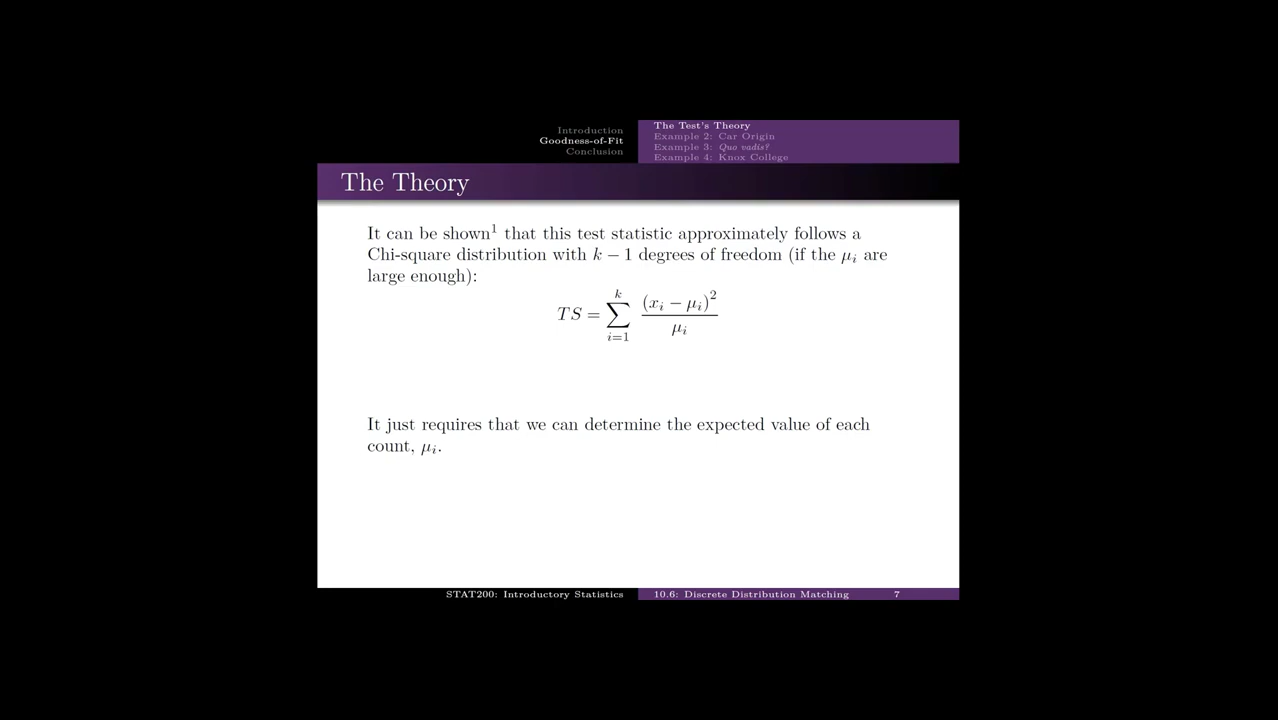 Introduction
Goodness-of-Fit
Conclusion
The Test's Theory
Example 2: Car Origin
Example 3: Quo vadis?
Example 4: Knox College
The Theory
It can be shown¹ that this test statistic approximately follows a
Chi-square distribution with k − 1 degrees of freedom (if the μᵢ are
large enough):
TS = ∑ᵢ₌₁ᵏ (xᵢ − μᵢ)² / μᵢ
It just requires that we can determine the expected value of each
count, μᵢ.
STAT200: Introductory Statistics
10.6: Discrete Distribution Matching 7